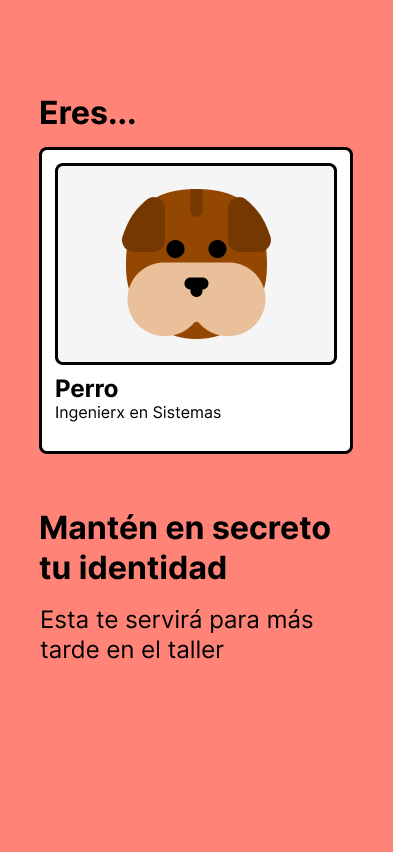 Eres...
Perro
Ingenierx en Sistemas
Mantén en secreto
tu identidad
Esta te servirá para más
tarde en el taller